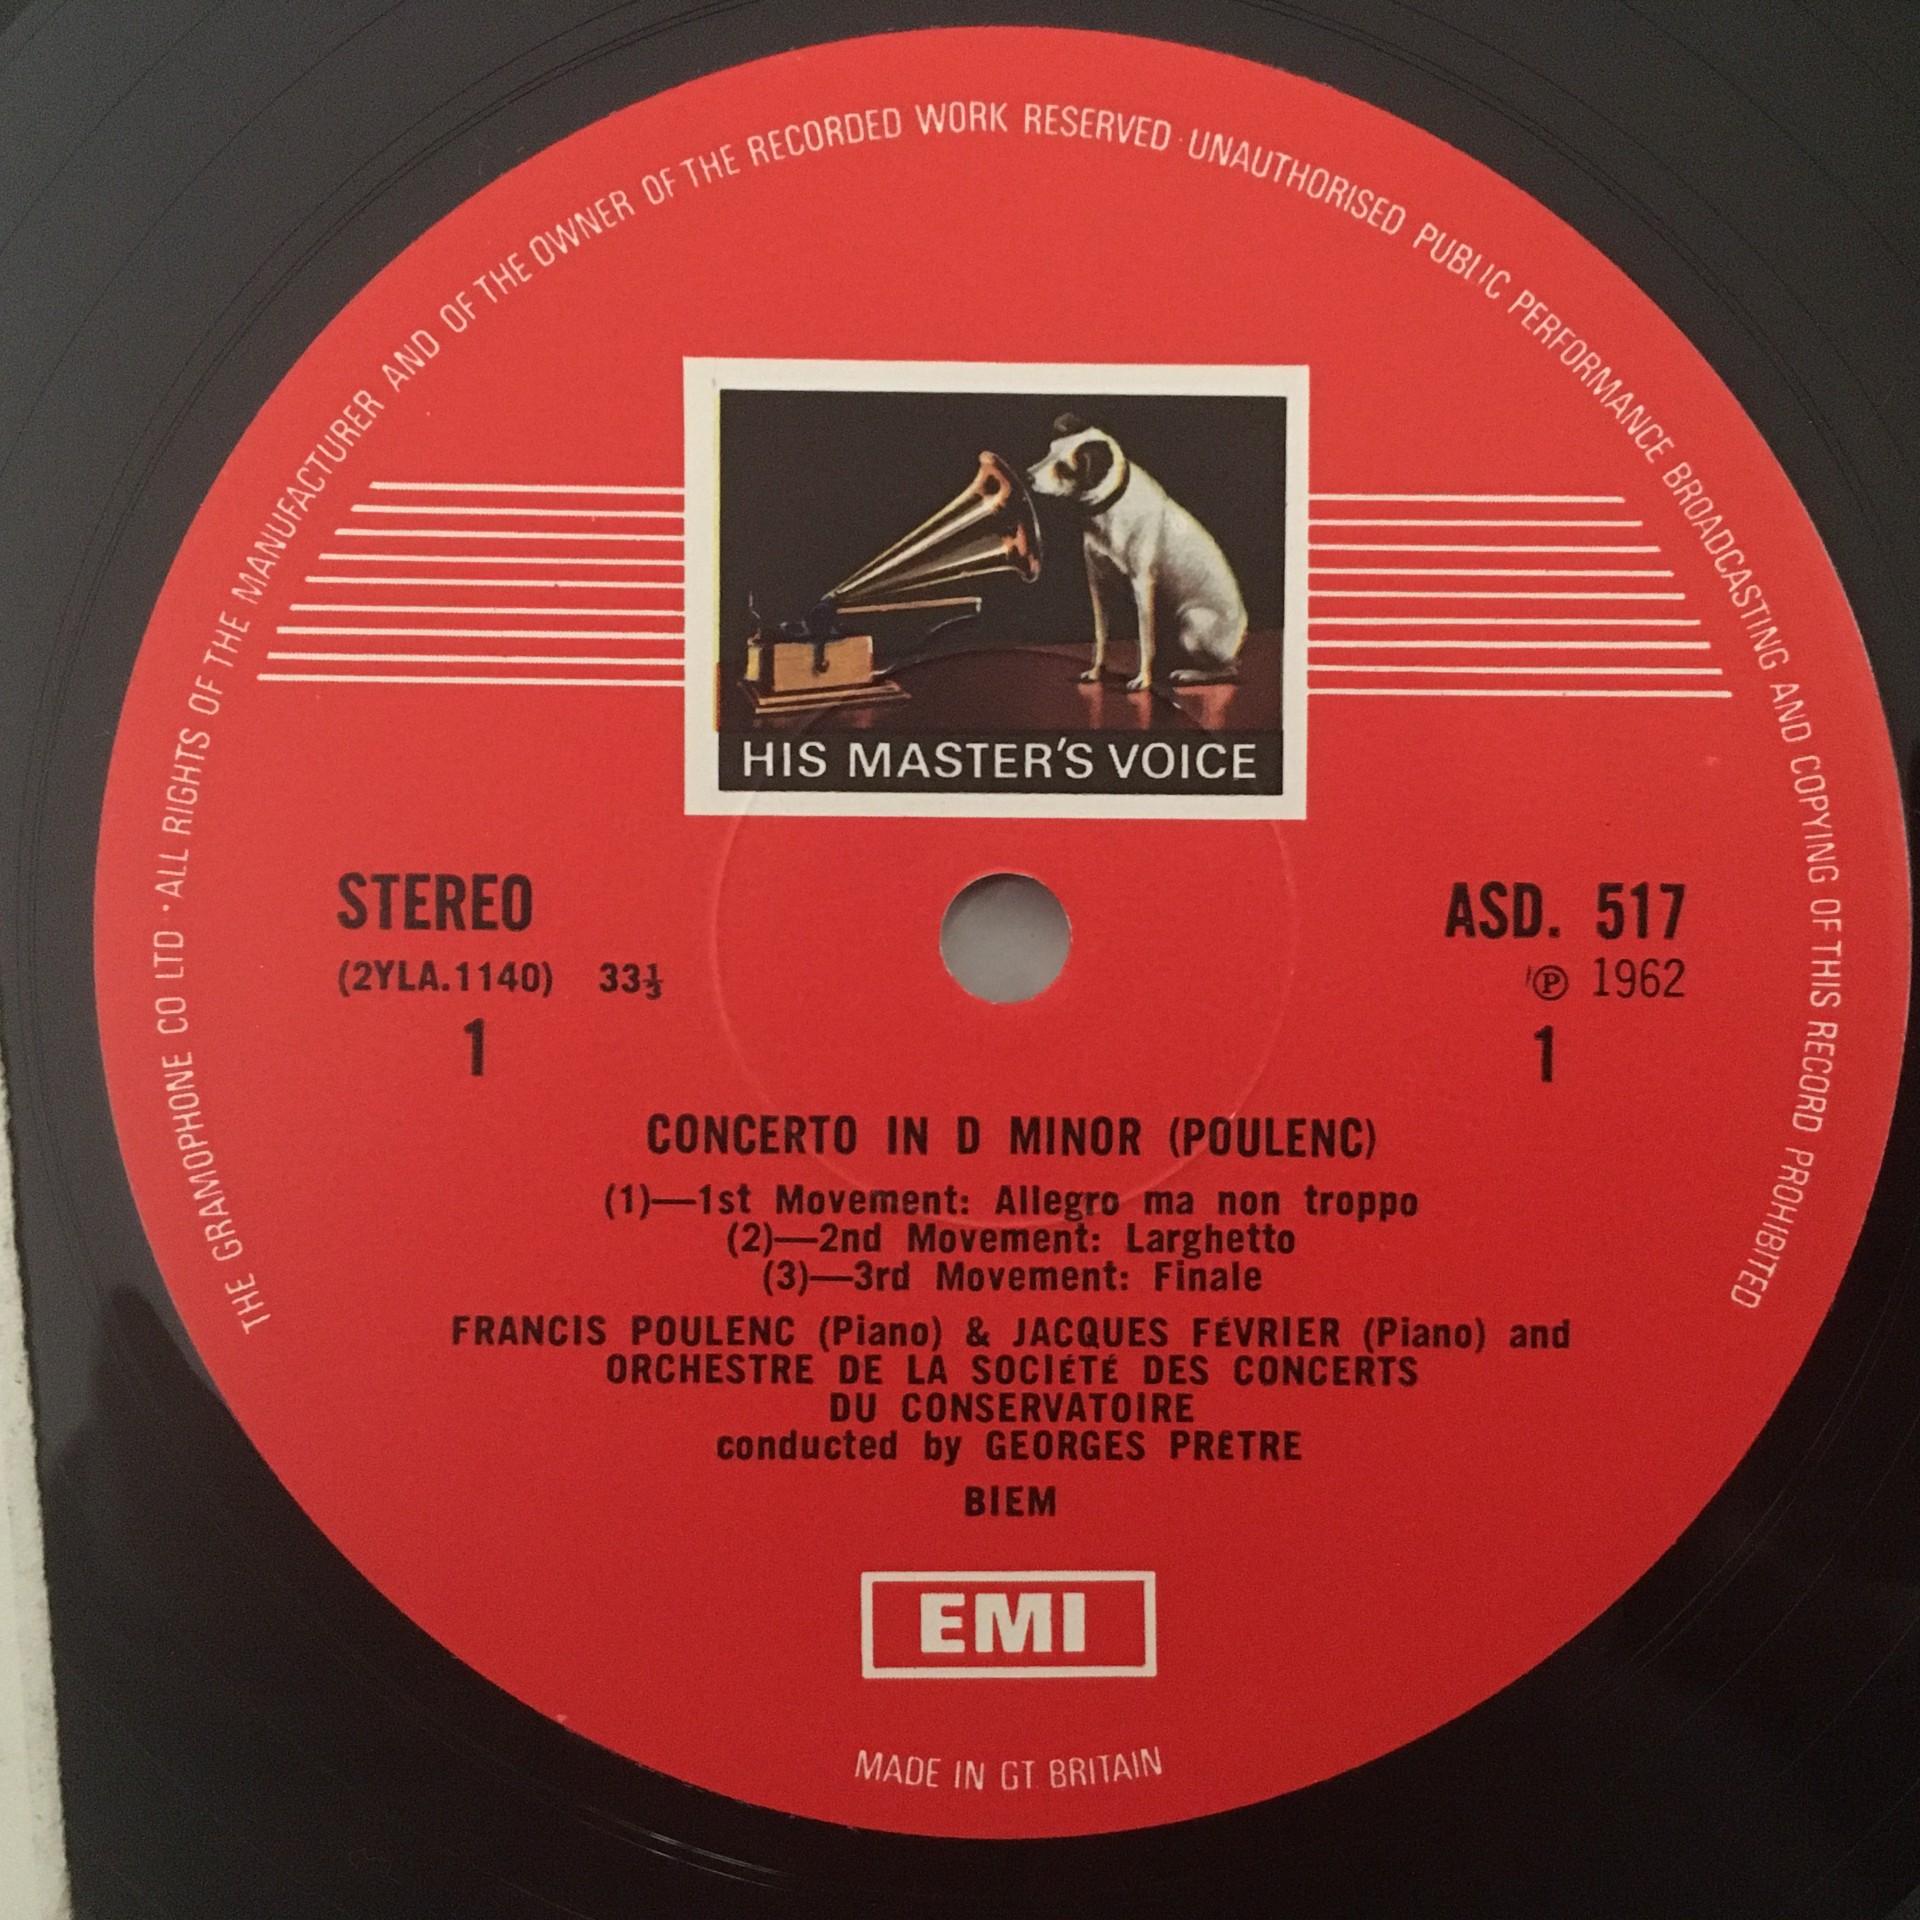 THE GRAMOPHONE CO LTD · ALL RIGHTS OF THE MANUFACTURER AND OF THE OWNER OF THE RECORDED WORK RESERVED · UNAUTHORISED PUBLIC PERFORMANCE BROADCASTING AND COPYING OF THIS RECORD PROHIBITED
HIS MASTER'S VOICE
STEREO
(2YLA.1140) 33⅓
1
ASD. 517
℗ 1962
1
CONCERTO IN D MINOR (POULENC)
(1)—1st Movement: Allegro ma non troppo
(2)—2nd Movement: Larghetto
(3)—3rd Movement: Finale
FRANCIS POULENC (Piano) & JACQUES FÉVRIER (Piano) and
ORCHESTRE DE LA SOCIÉTÉ DES CONCERTS
DU CONSERVATOIRE
conducted by GEORGES PRÊTRE
BIEM
EMI
MADE IN GT BRITAIN